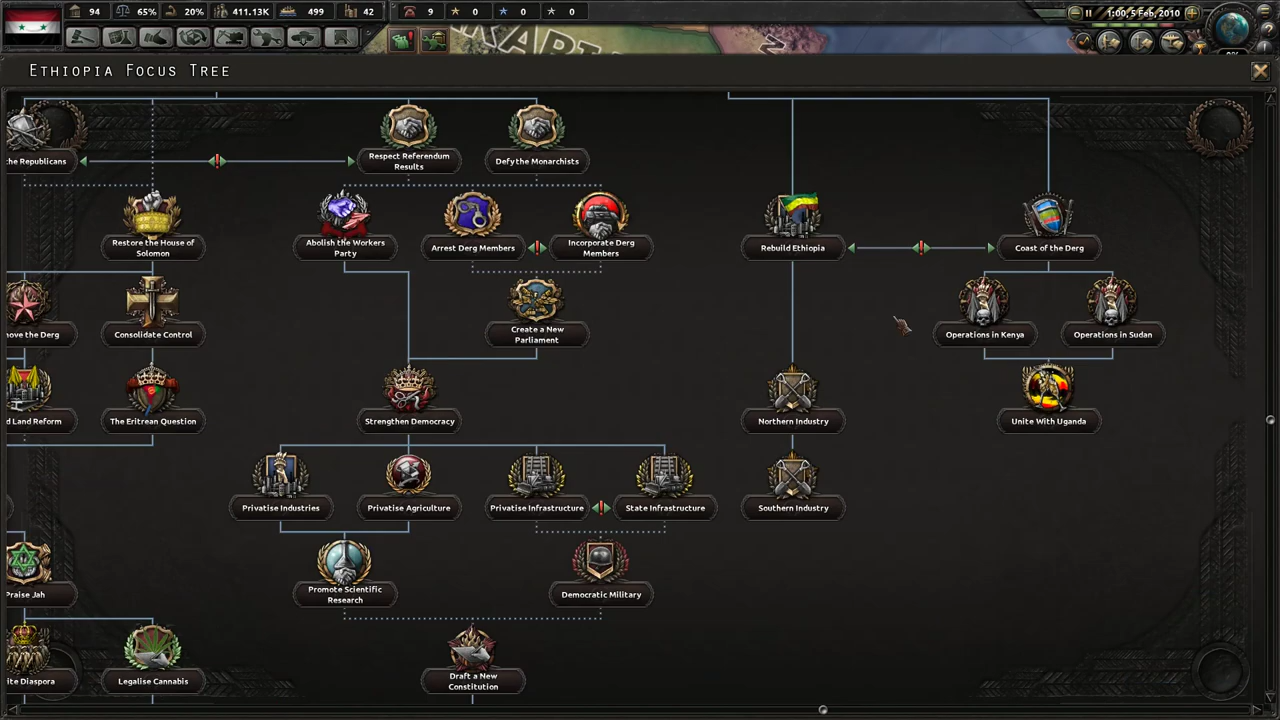 94 65% 20% 411.13K 499 42 9 0 0 0 1:00, 5 Feb, 2010
Ethiopia Focus Tree
the Republicans
Respect Referendum
Results
Defy the Monarchists
Restore the House of
Solomon
Abolish the Workers
Party
Arrest Derg Members
Incorporate Derg
Members
Rebuild Ethiopia
Coast of the Derg
move the Derg
Consolidate Control
Create a New
Parliament
Operations in Kenya
Operations in Sudan
d Land Reform
The Eritrean Question
Strengthen Democracy
Northern Industry
Unite With Uganda
Privatise Industries
Privatise Agriculture
Privatise Infrastructure
State Infrastructure
Southern Industry
Praise Jah
Promote Scientific
Research
Democratic Military
ite Diaspora
Legalise Cannabis
Draft a New
Constitution